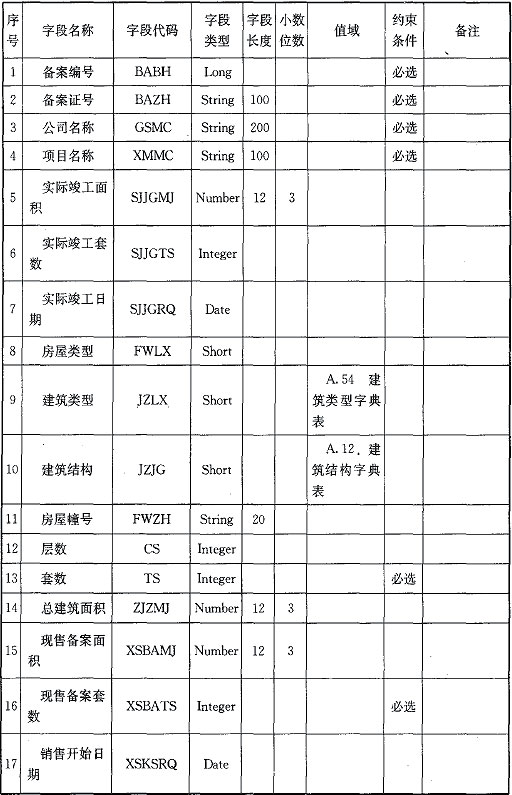 序号 字段名称 字段代码 字段类型 字段长度 小数位数 值域 约束条件 备注
1 备案编号 BABH Long 必选
2 备案证号 BAZH String 100 必选
3 公司名称 GSMC String 200 必选
4 项目名称 XMMC String 100 必选
5 实际竣工面积 SJJGMJ Number 12 3
6 实际竣工套数 SJJGTS Integer
7 实际竣工日期 SJJGRQ Date
8 房屋类型 FWLX Short
9 建筑类型 JZLX Short A.54 建筑类型字典表
10 建筑结构 JZJG Short A.12.建筑结构字典表
11 房屋幢号 FWZH String 20
12 层数 CS Integer
13 套数 TS Integer 必选
14 总建筑面积 ZJZMJ Number 12 3
15 现售备案面积 XSBAMJ Number 12 3
16 现售备案套数 XSBATS Integer 必选
17 销售开始日期 XSKSRQ Date